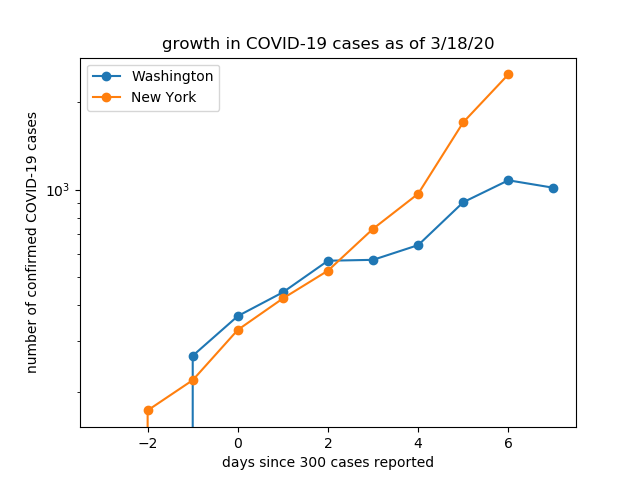 growth in COVID-19 cases as of 3/18/20
Washington
New York
number of confirmed COVID-19 cases
10³
−2 0 2 4 6
days since 300 cases reported